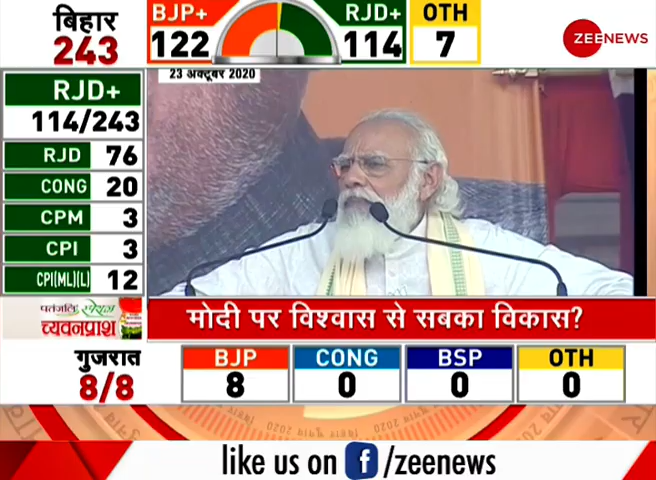 बिहार
243
BJP+
122
RJD+
114
OTH
7
ZEENEWS
23 अक्टूबर 2020
RJD+
114/243
RJD 76
CONG 20
CPM 3
CPI 3
CPI(ML)(L) 12
पतंजलि स्पेशल
च्यवनप्राश
मोदी पर विश्वास से सबका विकास?
गुजरात
8/8
BJP
8
CONG
0
BSP
0
OTH
0
like us on f/zeenews